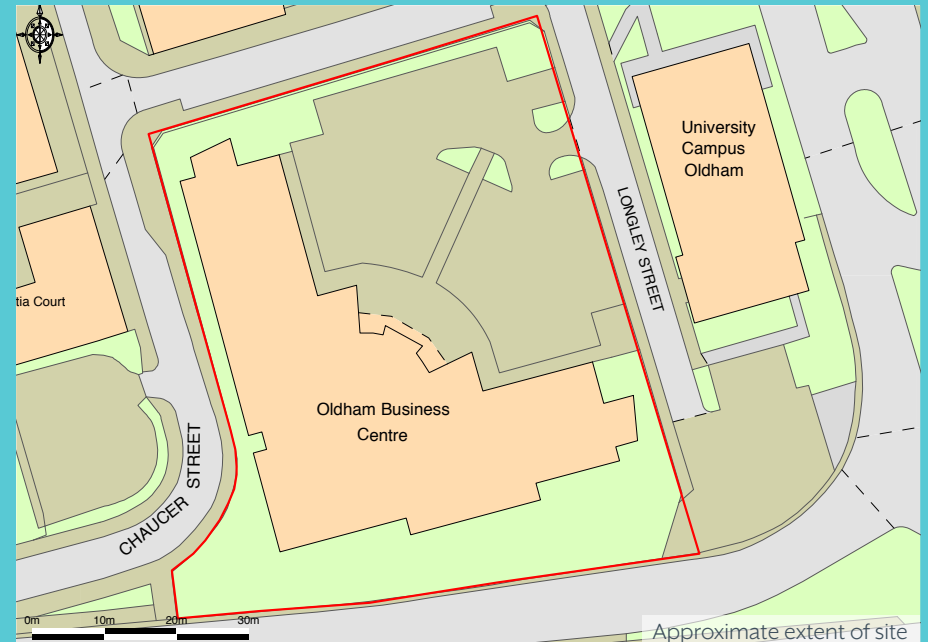 University
Campus
Oldham
LONGLEY STREET
tia Court
Oldham Business
Centre
CHAUCER STREET
0m 10m 20m 30m
Approximate extent of site